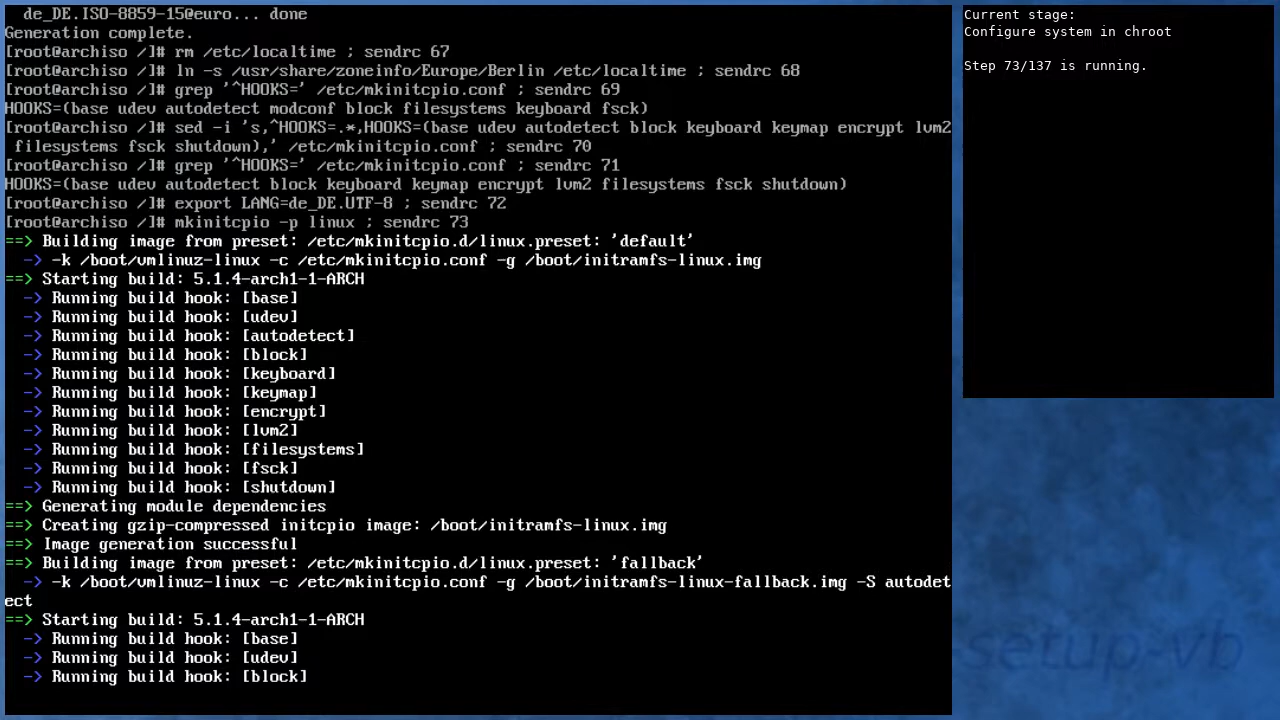 de_DE.ISO-8859-15@euro... done
Generation complete.
[root@archiso /]# rm /etc/localtime ; sendrc 67
[root@archiso /]# ln -s /usr/share/zoneinfo/Europe/Berlin /etc/localtime ; sendrc 68
[root@archiso /]# grep '^HOOKS=' /etc/mkinitcpio.conf ; sendrc 69
HOOKS=(base udev autodetect modconf block filesystems keyboard fsck)
[root@archiso /]# sed -i 's,^HOOKS=.*,HOOKS=(base udev autodetect block keyboard keymap encrypt lvm2
 filesystems fsck shutdown),' /etc/mkinitcpio.conf ; sendrc 70
[root@archiso /]# grep '^HOOKS=' /etc/mkinitcpio.conf ; sendrc 71
HOOKS=(base udev autodetect block keyboard keymap encrypt lvm2 filesystems fsck shutdown)
[root@archiso /]# export LANG=de_DE.UTF-8 ; sendrc 72
[root@archiso /]# mkinitcpio -p linux ; sendrc 73
==> Building image from preset: /etc/mkinitcpio.d/linux.preset: 'default'
  -> -k /boot/vmlinuz-linux -c /etc/mkinitcpio.conf -g /boot/initramfs-linux.img
==> Starting build: 5.1.4-arch1-1-ARCH
  -> Running build hook: [base]
  -> Running build hook: [udev]
  -> Running build hook: [autodetect]
  -> Running build hook: [block]
  -> Running build hook: [keyboard]
  -> Running build hook: [keymap]
  -> Running build hook: [encrypt]
  -> Running build hook: [lvm2]
  -> Running build hook: [filesystems]
  -> Running build hook: [fsck]
  -> Running build hook: [shutdown]
==> Generating module dependencies
==> Creating gzip-compressed initcpio image: /boot/initramfs-linux.img
==> Image generation successful
==> Building image from preset: /etc/mkinitcpio.d/linux.preset: 'fallback'
  -> -k /boot/vmlinuz-linux -c /etc/mkinitcpio.conf -g /boot/initramfs-linux-fallback.img -S autodet
ect
==> Starting build: 5.1.4-arch1-1-ARCH
  -> Running build hook: [base]
  -> Running build hook: [udev]
  -> Running build hook: [block]
Current stage:
Configure system in chroot
Step 73/137 is running.
setup-vb